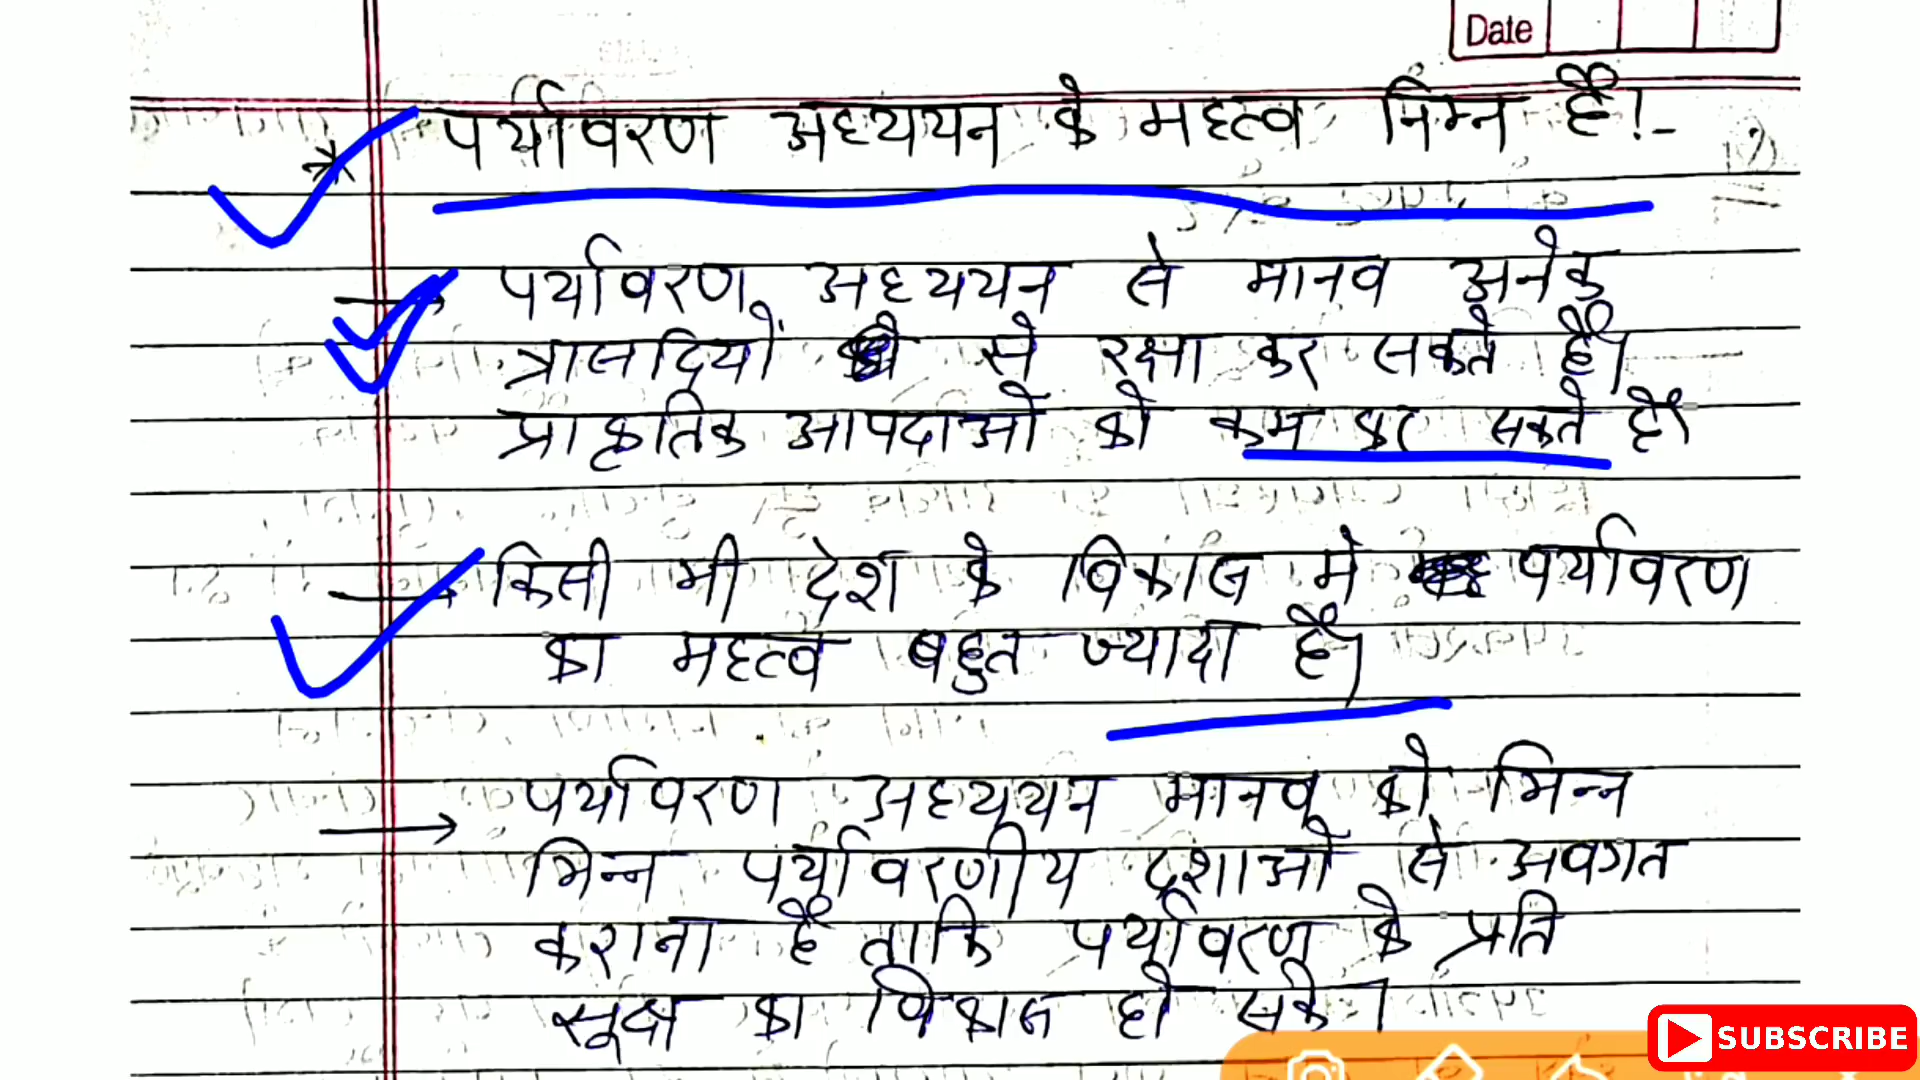 Date
* पर्यावरण अध्ययन के महत्व निम्न है!-
→ पर्यावरण अध्ययन से मानव अनेक
त्रासदियों से रक्षा कर सकते है।
प्राकृतिक आपदाओं को कम कर सकते है।
→ किसी भी देश के विकास में पर्यावरण
का महत्व बहुत ज्यादा है।
→ पर्यावरण अध्ययन मानव को भिन्न
भिन्न पर्यावरणीय दशाओं से अवगत
कराना है ताकि पर्यावरण के प्रति
सूक्ष का विकास हो सके।
SUBSCRIBE